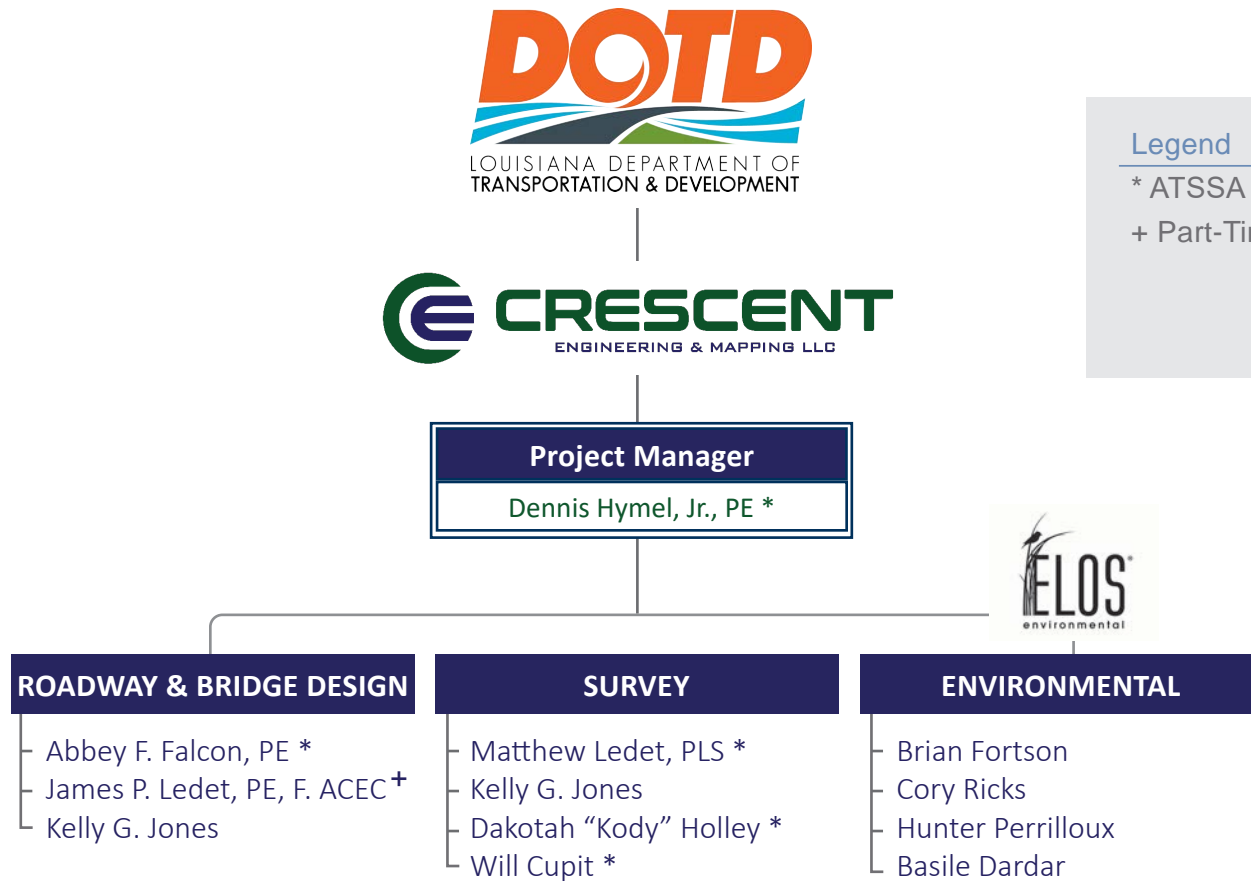 DOTD
LOUISIANA DEPARTMENT OF
TRANSPORTATION & DEVELOPMENT
Legend
* ATSSA
+
CRESCENT
ENGINEERING & MAPPING LLC
Project Manager
Dennis Hymel, Jr., PE *
ELOS®
environmental
ROADWAY & BRIDGE DESIGN
Abbey F. Falcon, PE *
James P. Ledet, PE, F. ACEC +
Kelly G. Jones
SURVEY
Matthew Ledet, PLS *
Kelly G. Jones
Dakotah “Kody” Holley *
Will Cupit *
ENVIRONMENTAL
Brian Fortson
Cory Ricks
Hunter Perrilloux
Basile Dardar